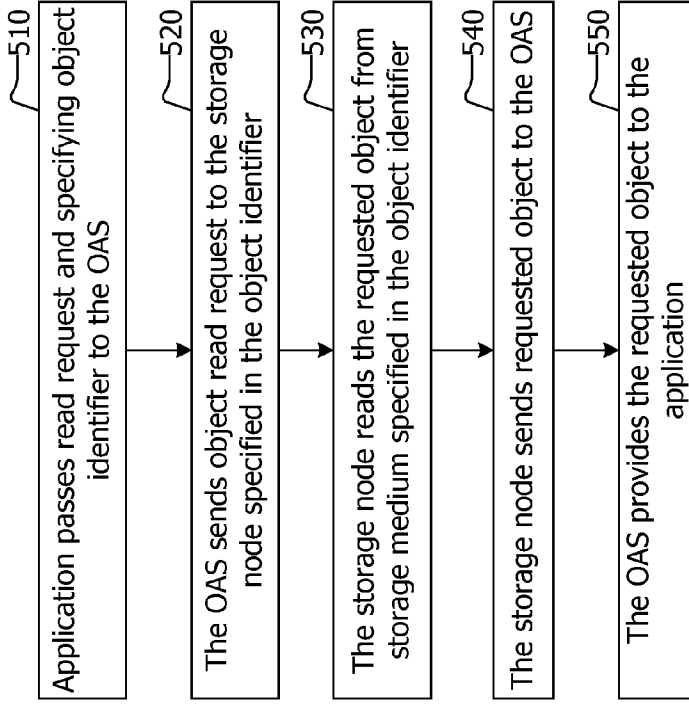 510
Application passes read request and specifying object
identifier to the OAS
520
The OAS sends object read request to the storage
node specified in the object identifier
530
The storage node reads the requested object from
storage medium specified in the object identifier
540
The storage node sends requested object to the OAS
550
The OAS provides the requested object to the
application